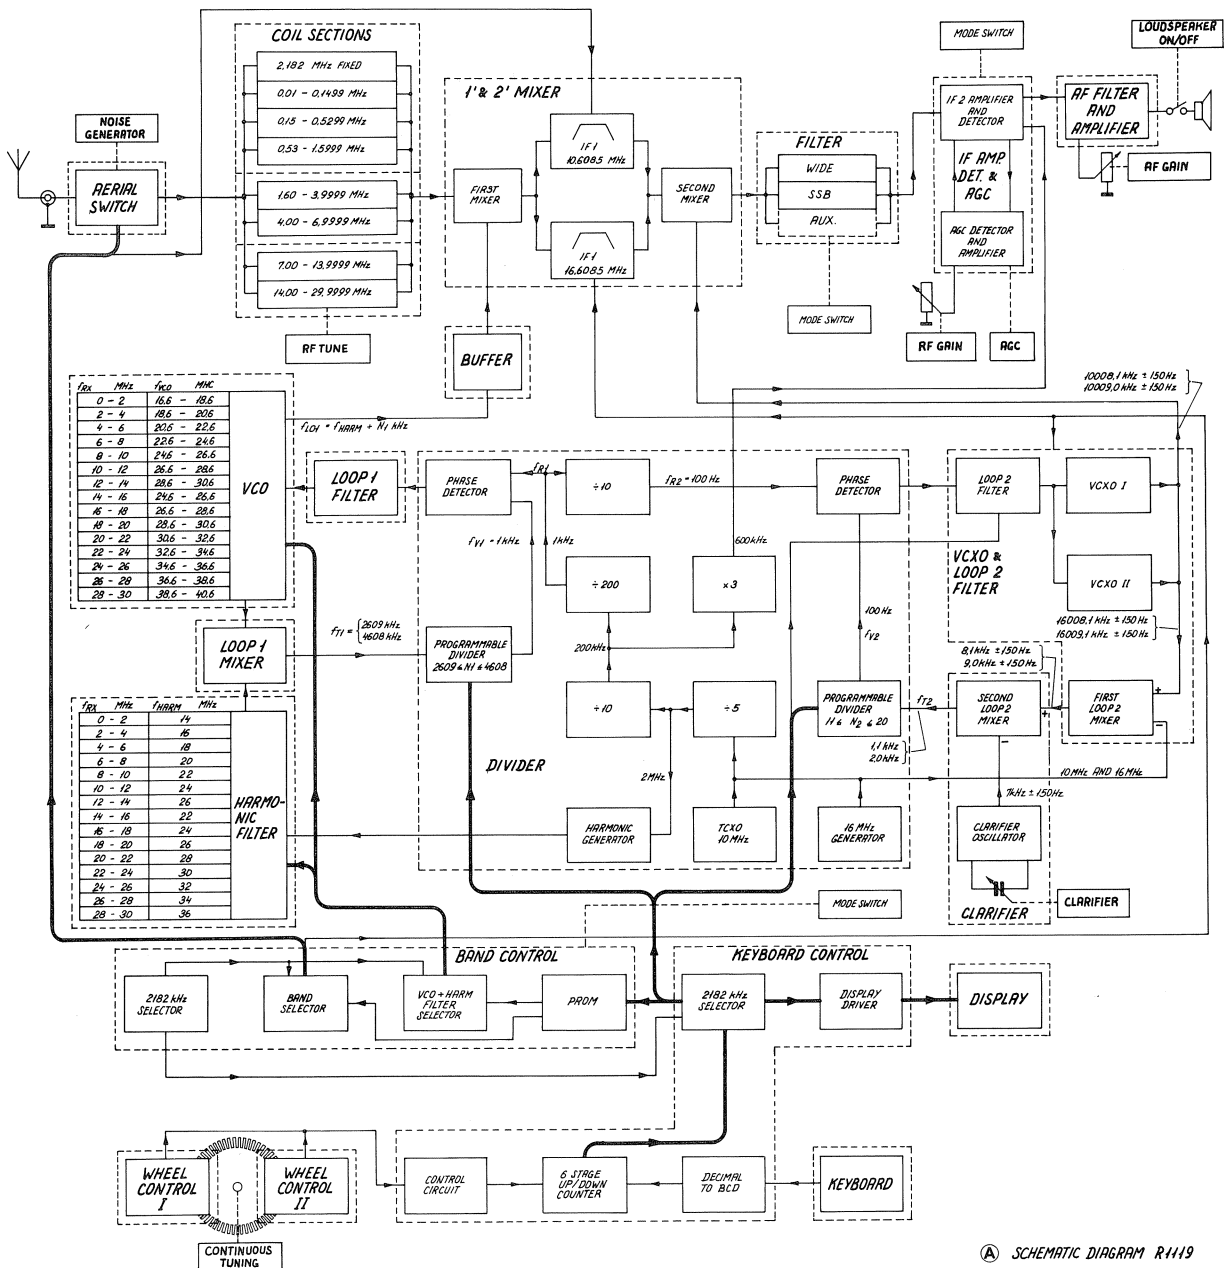 COIL SECTIONS
2,182 MHz FIXED
0.01 - 0.1499 MHz
0.15 - 0.5299 MHz
0,53 - 1.5999 MHz
1.60 - 3.9999 MHz
4.00 - 6,9999 MHz
7.00 - 13,9999 MHz
14.00 - 29,9999 MHz
RF TUNE
NOISE
GENERATOR
AERIAL
SWITCH
1' & 2' MIXER
FIRST
MIXER
IF 1
10,6085 MHz
IF 1
16,6085 MHz
SECOND
MIXER
FILTER
WIDE
SSB
AUX.
MODE SWITCH
MODE SWITCH
IF 2 AMPLIFIER
AND
DETECTOR
IF AMP.
DET. &
AGC
AGC DETECTOR
AND
AMPLIFIER
RF GAIN
AGC
AF FILTER
AND
AMPLIFIER
RF GAIN
LOUDSPEAKER
ON/OFF
BUFFER
fRX MHz fVCO MHC
0 - 2 16.6 - 18.6
2 - 4 18.6 - 20.6
4 - 6 20.6 - 22.6
6 - 8 22.6 - 24.6
8 - 10 24.6 - 26.6
10 - 12 26.6 - 28.6
12 - 14 28.6 - 30.6
14 - 16 24.6 - 26.6
16 - 18 26.6 - 28.6
18 - 20 28.6 - 30.6
20 - 22 30.6 - 32.6
22 - 24 32.6 - 34.6
24 - 26 34.6 - 36.6
26 - 28 36.6 - 38.6
28 - 30 38.6 - 40.6
VCO
fLO1 = fHARM + N1 kHz
LOOP 1
FILTER
PHASE
DETECTOR
fR1
÷10
fR2 = 100 Hz
PHASE
DETECTOR
LOOP 2
FILTER
VCXO I
VCXO II
VCXO &
LOOP 2
FILTER
10008,1 kHz ± 150 Hz
10009,0 kHz ± 150 Hz
fV1 = 1 kHz
1 kHz
600 kHz
÷ 200
× 3
100 Hz
fV2
200 kHz
LOOP 1
MIXER
fT1 = 2609 kHz
4608 kHz
PROGRAMMABLE
DIVIDER
2609 ≤ N1 ≤ 4608
÷10
÷5
PROGRAMMABLE
DIVIDER
11 ≤ N2 ≤ 20
fT2
1,1 kHz
2.0 kHz
SECOND
LOOP 2
MIXER
FIRST
LOOP 2
MIXER
+
-
+
-
16008,1 kHz ± 150 Hz
16009,1 kHz ± 150 Hz
8,1 kHz ± 150 Hz
9,0 kHz ± 150 Hz
DIVIDER
2 MHz
10 MHz AND 16 MHz
7 kHz ± 150 Hz
HARMONIC
GENERATOR
TCXO
10 MHz
16 MHz
GENERATOR
CLARIFIER
OSCILLATOR
CLARIFIER
CLARIFIER
fRX MHz fHARM MHz
0 - 2 14
2 - 4 16
4 - 6 18
6 - 8 20
8 - 10 22
10 - 12 24
12 - 14 26
14 - 16 22
16 - 18 24
18 - 20 26
20 - 22 28
22 - 24 30
24 - 26 32
26 - 28 34
28 - 30 36
HARMO-
NIC
FILTER
MODE SWITCH
BAND CONTROL
2182 kHz
SELECTOR
BAND
SELECTOR
VCO + HARM
FILTER
SELECTOR
PROM
KEYBOARD CONTROL
2182 kHz
SELECTOR
DISPLAY
DRIVER
DISPLAY
WHEEL
CONTROL
I
WHEEL
CONTROL
II
CONTINUOUS
TUNING
CONTROL
CIRCUIT
6 STAGE
UP/DOWN
COUNTER
DECIMAL
TO BCD
KEYBOARD
A SCHEMATIC DIAGRAM R1119